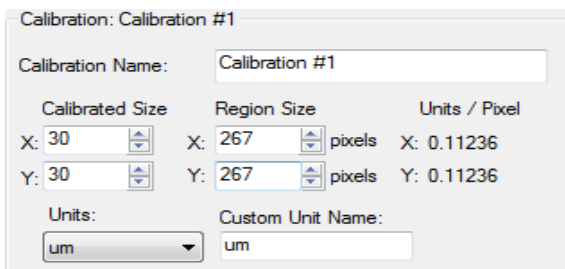 Calibration: Calibration #1
Calibration Name: Calibration #1
Calibrated Size Region Size Units / Pixel
X: 30 X: 267 pixels X: 0.11236
Y: 30 Y: 267 pixels Y: 0.11236
Units: Custom Unit Name:
um um